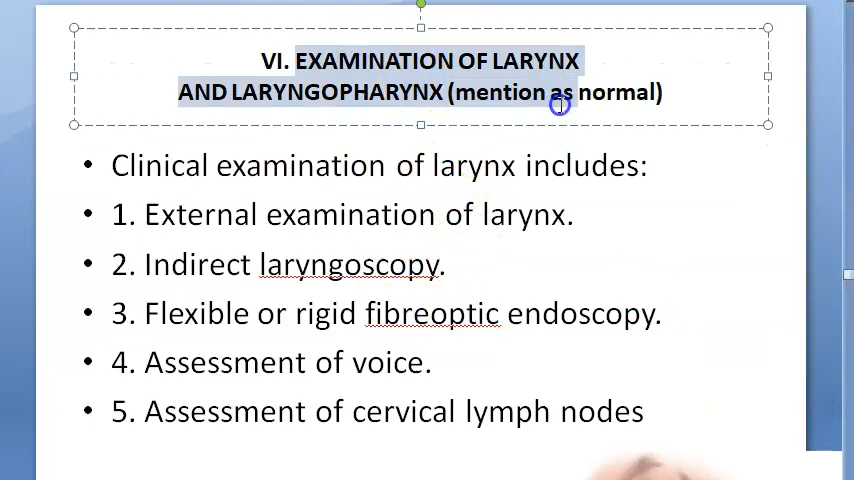 VI. EXAMINATION OF LARYNX
AND LARYNGOPHARYNX (mention as normal)
• Clinical examination of larynx includes:
• 1. External examination of larynx.
• 2. Indirect laryngoscopy.
• 3. Flexible or rigid fibreoptic endoscopy.
• 4. Assessment of voice.
• 5. Assessment of cervical lymph nodes